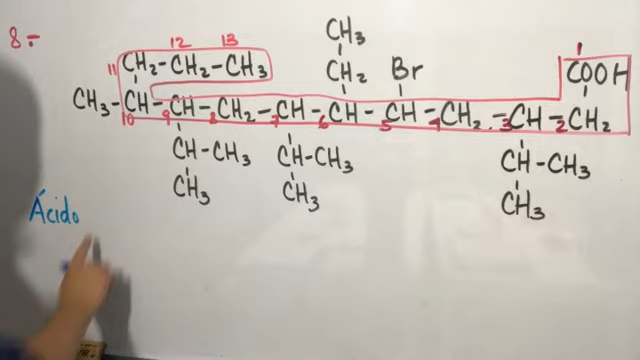 8÷
CH3
12 13
11 CH2-CH2-CH3 CH2 Br 1 COOH
CH3-CH-CH-CH2-CH-CH-CH-CH2-CH-CH2
10 9 8 7 6 5 4 3 2
CH-CH3 CH-CH3 CH-CH3
CH3 CH3 CH3
Ácido